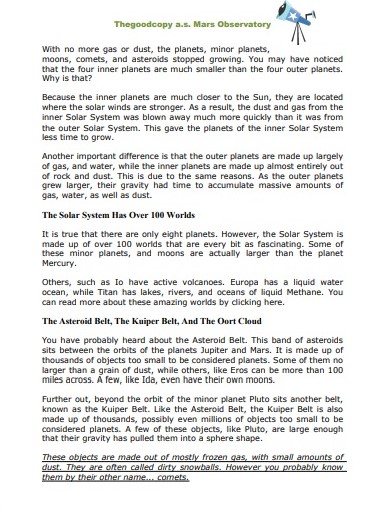 Thegoodcopy a.s. Mars Observatory
With no more gas or dust, the planets, minor planets,
moons, comets, and asteroids stopped growing. You may have noticed
that the four inner planets are much smaller than the four outer planets.
Why is that?
Because the inner planets are much closer to the Sun, they are located
where the solar winds are stronger. As a result, the dust and gas from the
inner Solar System was blown away much more quickly than it was from
the outer Solar System. This gave the planets of the inner Solar System
less time to grow.
Another important difference is that the outer planets are made up largely
of gas, and water, while the inner planets are made up almost entirely out
of rock and dust. This is due to the same reasons. As the outer planets
grew larger, their gravity had time to accumulate massive amounts of
gas, water, as well as dust.
The Solar System Has Over 100 Worlds
It is true that there are only eight planets. However, the Solar System is
made up of over 100 worlds that are every bit as fascinating. Some of
these minor planets, and moons are actually larger than the planet
Mercury.
Others, such as Io have active volcanoes. Europa has a liquid water
ocean, while Titan has lakes, rivers, and oceans of liquid Methane. You
can read more about these amazing worlds by clicking here.
The Asteroid Belt, The Kuiper Belt, And The Oort Cloud
You have probably heard about the Asteroid Belt. This band of asteroids
sits between the orbits of the planets Jupiter and Mars. It is made up of
thousands of objects too small to be considered planets. Some of them no
larger than a grain of dust, while others, like Eros can be more than 100
miles across. A few, like Ida, even have their own moons.
Further out, beyond the orbit of the minor planet Pluto sits another belt,
known as the Kuiper Belt. Like the Asteroid Belt, the Kuiper Belt is also
made up of thousands, possibly even millions of objects too small to be
considered planets. A few of these objects, like Pluto, are large enough
that their gravity has pulled them into a sphere shape.
These objects are made out of mostly frozen gas, with small amounts of
dust. They are often called dirty snowballs. However you probably know
them by their other name... comets.